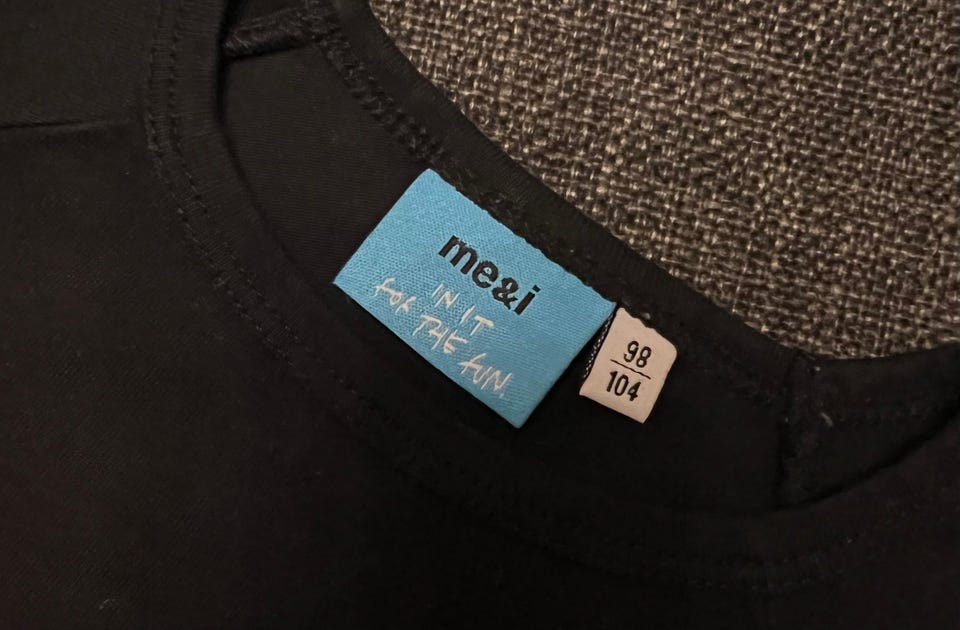 me&i
IN IT
FOR THE FUN.
98
104